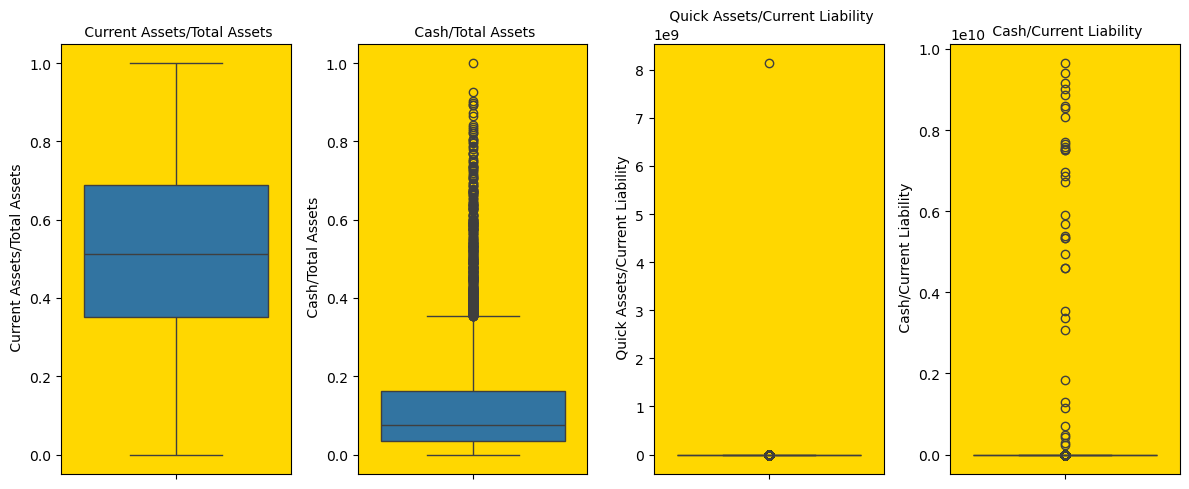 Current Assets/Total Assets
Current Assets/Total Assets
1.0
0.8
0.6
0.4
0.2
0.0
Cash/Total Assets
Cash/Total Assets
1.0
0.8
0.6
0.4
0.2
0.0
Quick Assets/Current Liability
1e9
Quick Assets/Current Liability
8
7
6
5
4
3
2
1
0
Cash/Current Liability
1e10
Cash/Current Liability
1.0
0.8
0.6
0.4
0.2
0.0